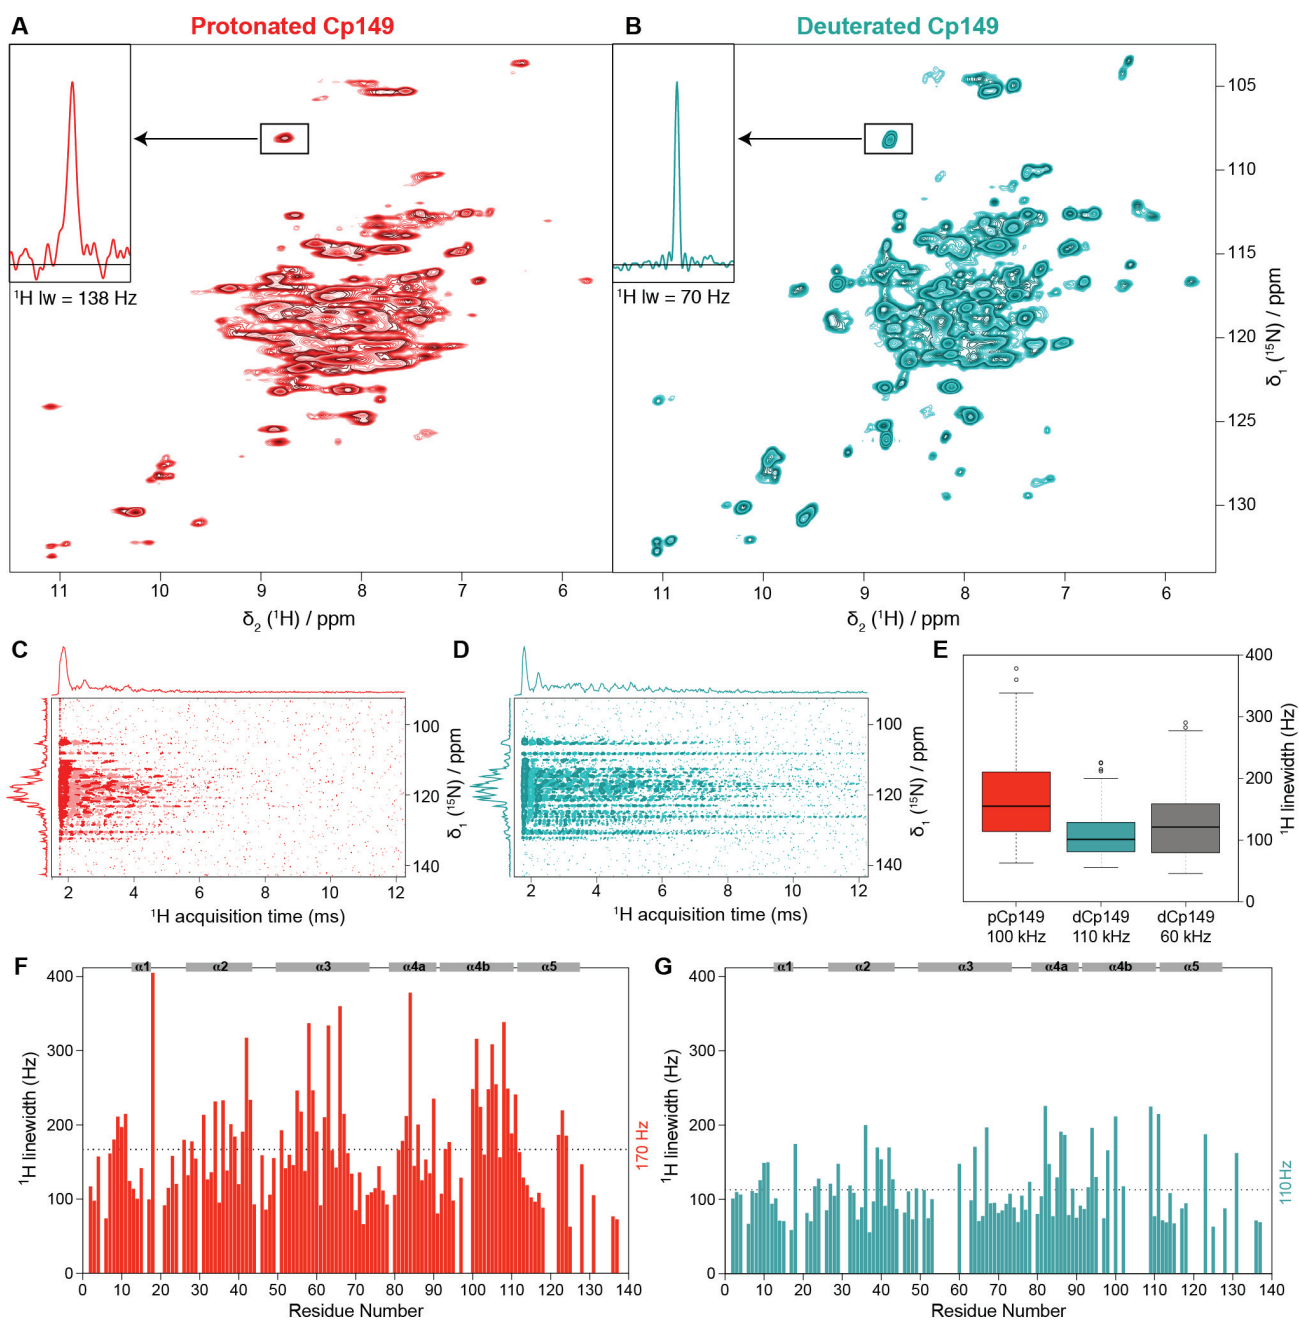 A Protonated Cp149
B Deuterated Cp149
¹H lw = 138 Hz
¹H lw = 70 Hz
105
110
115
120
125
130
δ₁ (¹⁵N) / ppm
11 10 9 8 7 6
δ₂ (¹H) / ppm
11 10 9 8 7 6
δ₂ (¹H) / ppm
C
100
120
140
δ₁ (¹⁵N) / ppm
2 4 6 8 10 12
¹H acquisition time (ms)
D
100
120
140
δ₁ (¹⁵N) / ppm
2 4 6 8 10 12
¹H acquisition time (ms)
E
400
300
200
100
0
¹H linewidth (Hz)
pCp149 dCp149 dCp149
100 kHz 110 kHz 60 kHz
F
α1 α2 α3 α4a α4b α5
400
300
200
100
0
¹H linewidth (Hz)
170 Hz
0 10 20 30 40 50 60 70 80 90 100 110 120 130 140
Residue Number
G
α1 α2 α3 α4a α4b α5
400
300
200
100
0
¹H linewidth (Hz)
110Hz
0 10 20 30 40 50 60 70 80 90 100 110 120 130 140
Residue Number